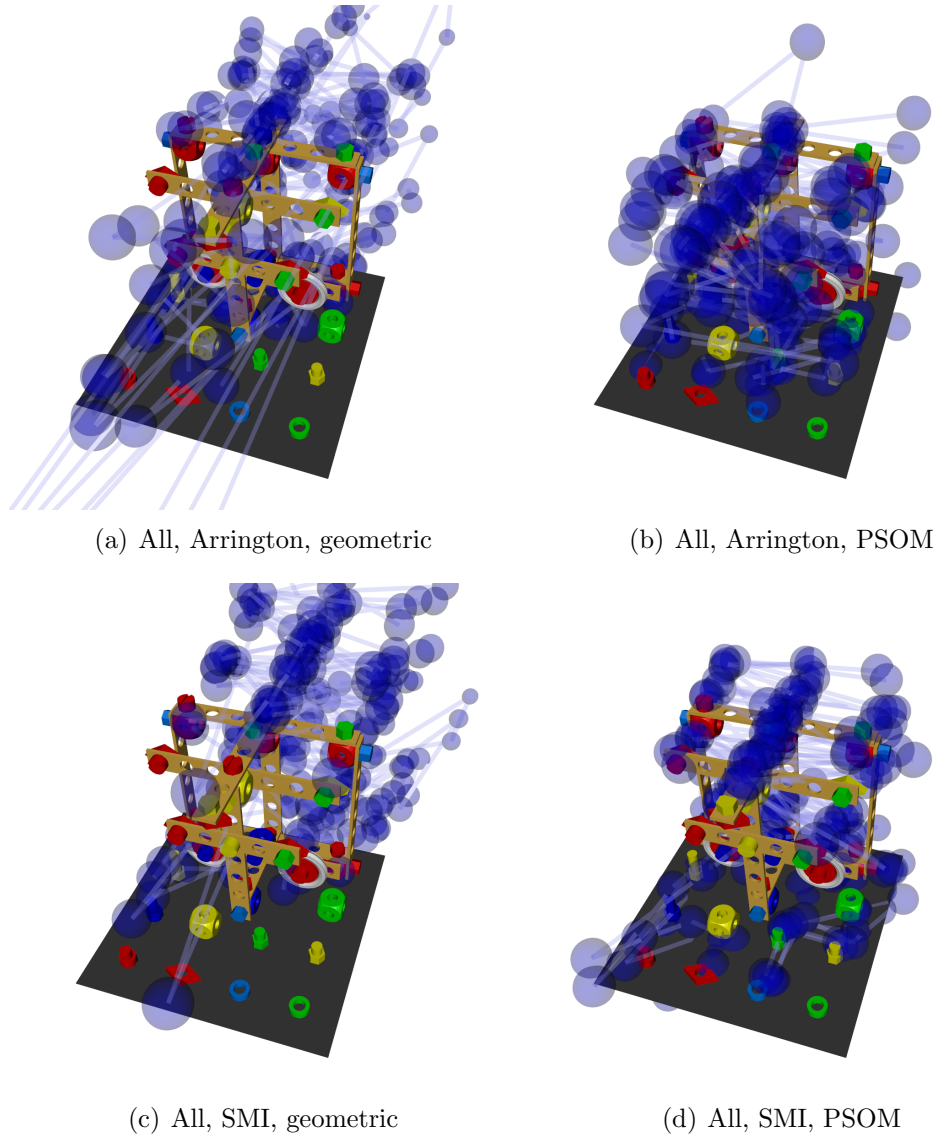 (a) All, Arrington, geometric
(b) All, Arrington, PSOM
(c) All, SMI, geometric
(d) All, SMI, PSOM